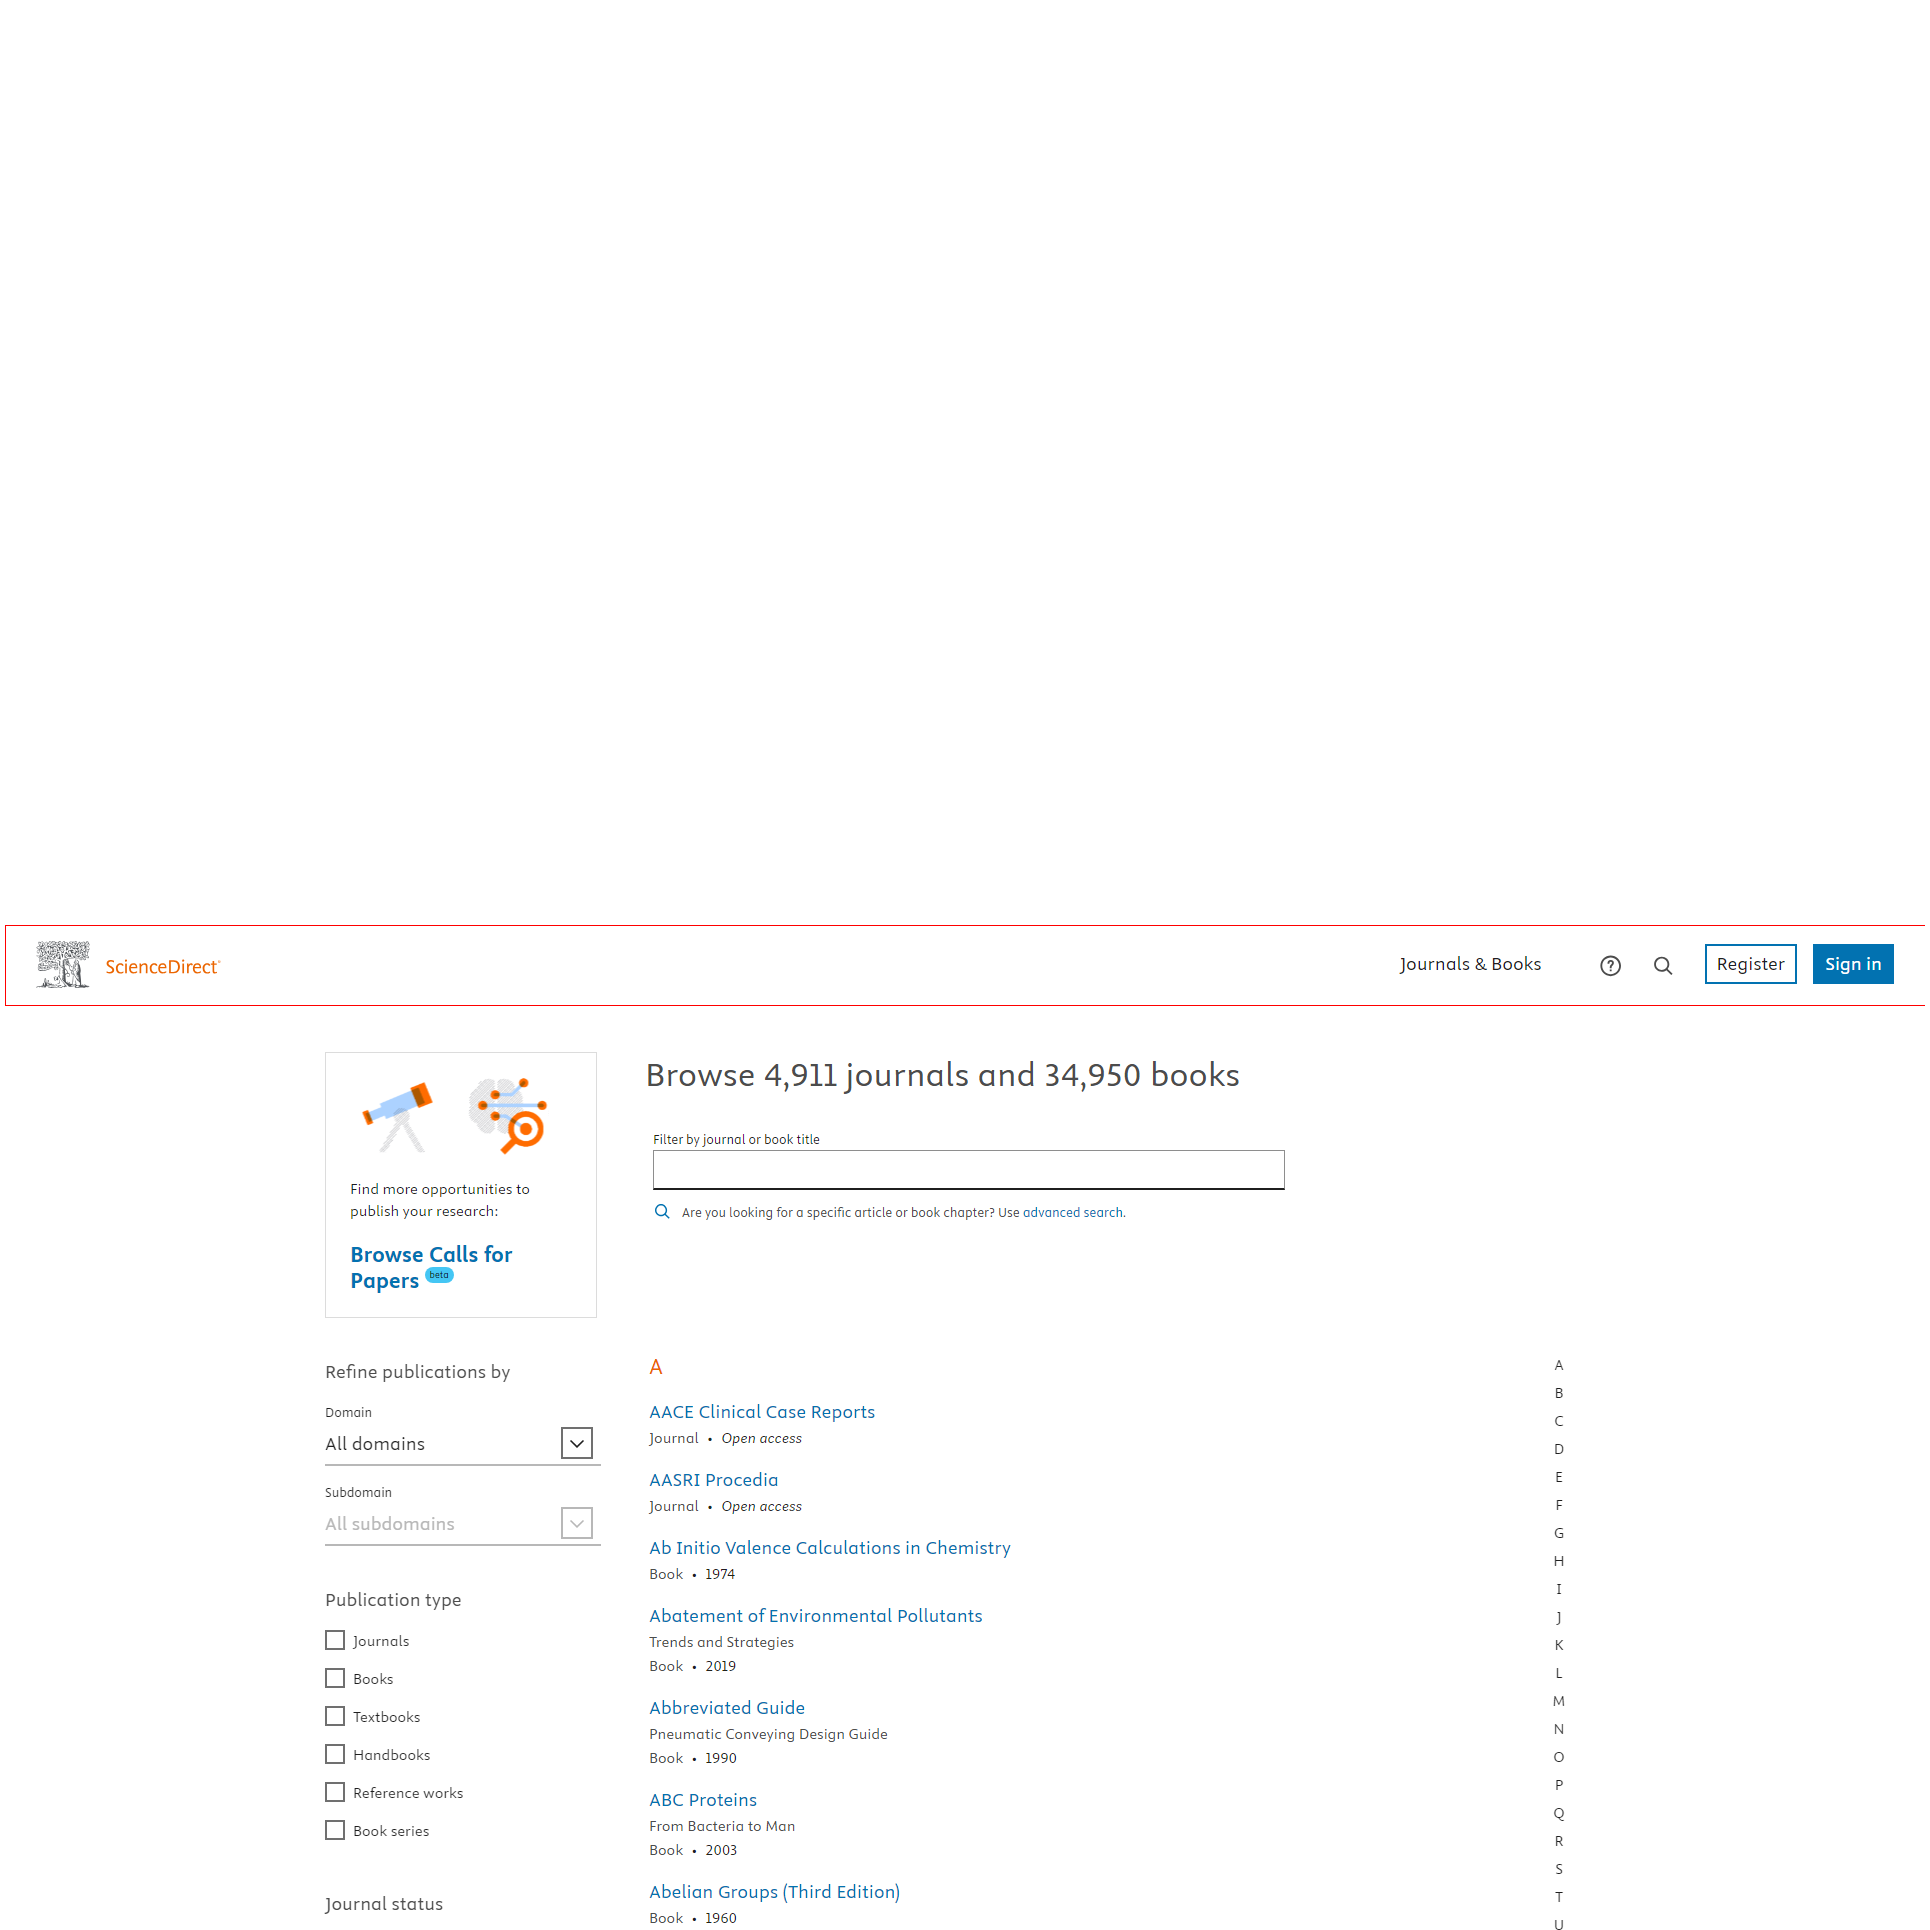 ScienceDirect
Journals & Books
Register
Sign in
Find more opportunities to
publish your research:
Browse Calls for
Papers beta
Browse 4,911 journals and 34,950 books
Filter by journal or book title
Are you looking for a specific article or book chapter? Use advanced search.
Refine publications by
Domain
All domains
Subdomain
All subdomains
Publication type
Journals
Books
Textbooks
Handbooks
Reference works
Book series
Journal status
A
AACE Clinical Case Reports
Journal • Open access
AASRI Procedia
Journal • Open access
Ab Initio Valence Calculations in Chemistry
Book • 1974
Abatement of Environmental Pollutants
Trends and Strategies
Book • 2019
Abbreviated Guide
Pneumatic Conveying Design Guide
Book • 1990
ABC Proteins
From Bacteria to Man
Book • 2003
Abelian Groups (Third Edition)
Book • 1960
A
B
C
D
E
F
G
H
I
J
K
L
M
N
O
P
Q
R
S
T
U